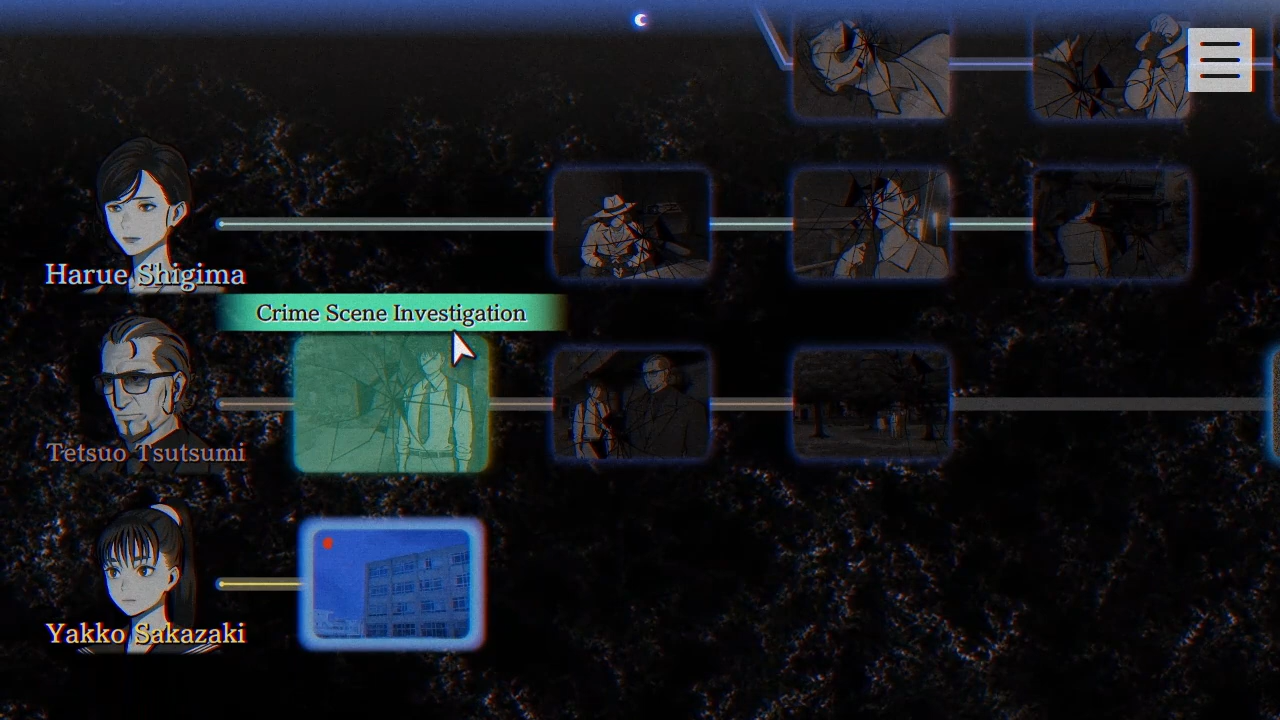 Harue Shigima
Crime Scene Investigation
Tetsuo Tsutsumi
Yakko Sakazaki